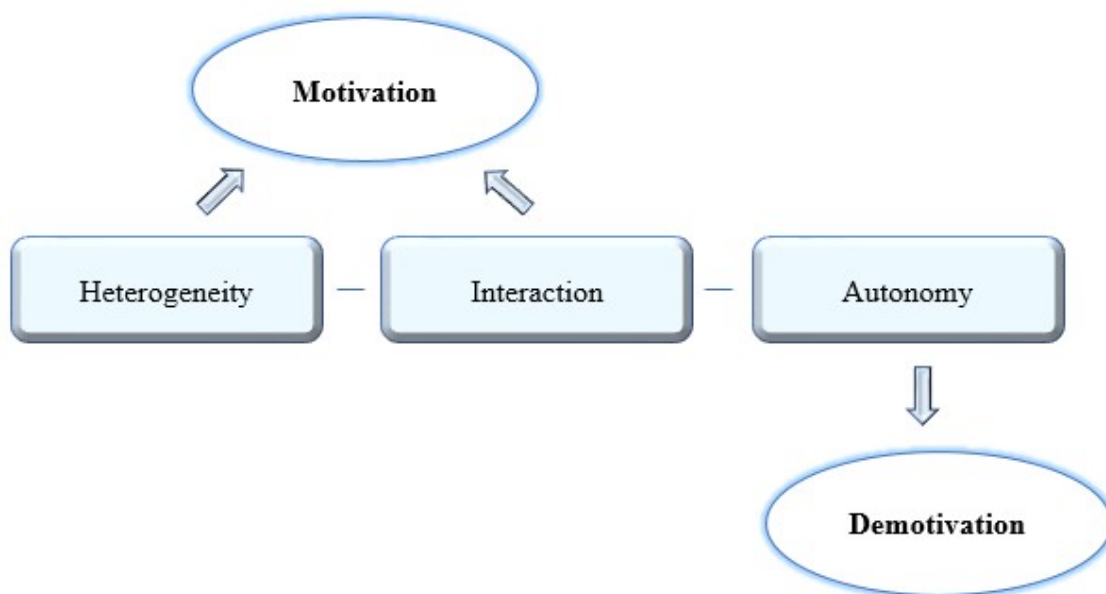 Motivation
Heterogeneity
Interaction
Autonomy
Demotivation